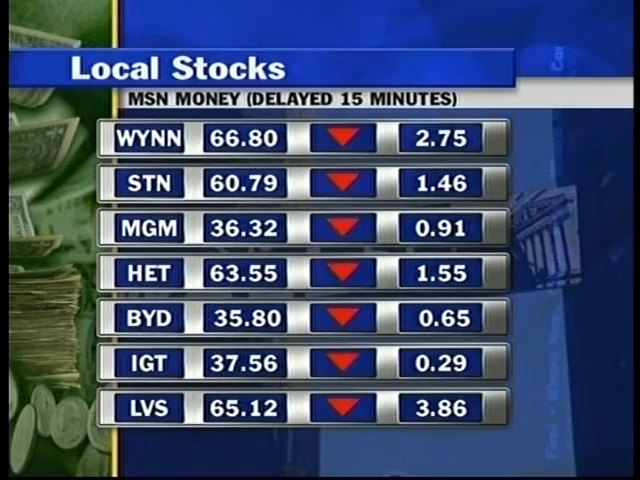 Local Stocks
MSN MONEY (DELAYED 15 MINUTES)
WYNN 66.80 2.75
STN 60.79 1.46
MGM 36.32 0.91
HET 63.55 1.55
BYD 35.80 0.65
IGT 37.56 0.29
LVS 65.12 3.86